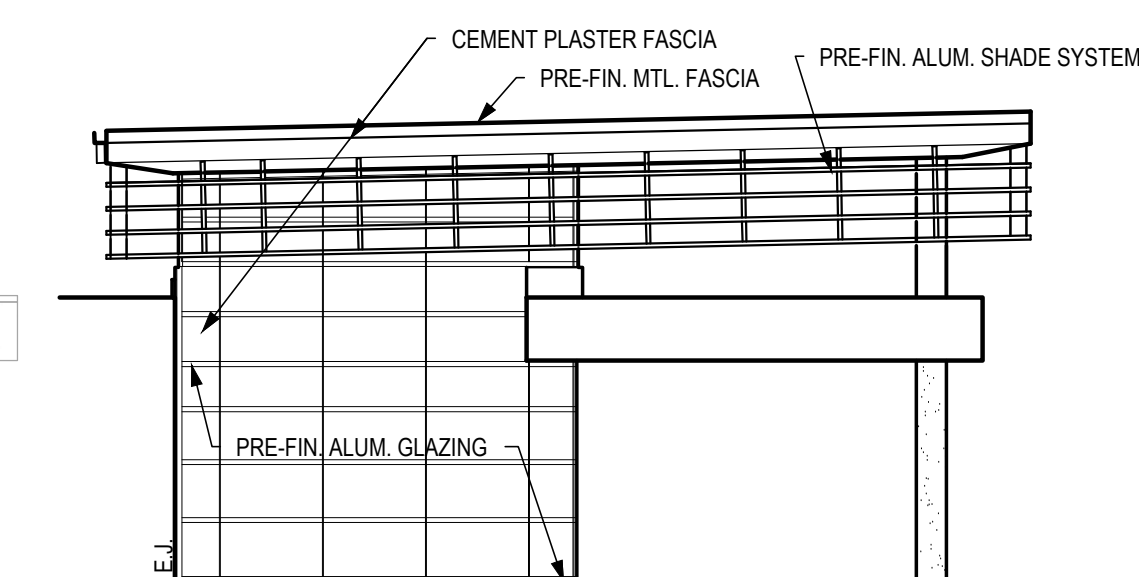 CEMENT PLASTER FASCIA
PRE-FIN. ALUM. SHADE SYSTEM
PRE-FIN. MTL. FASCIA
PRE-FIN. ALUM. GLAZING
E.J.